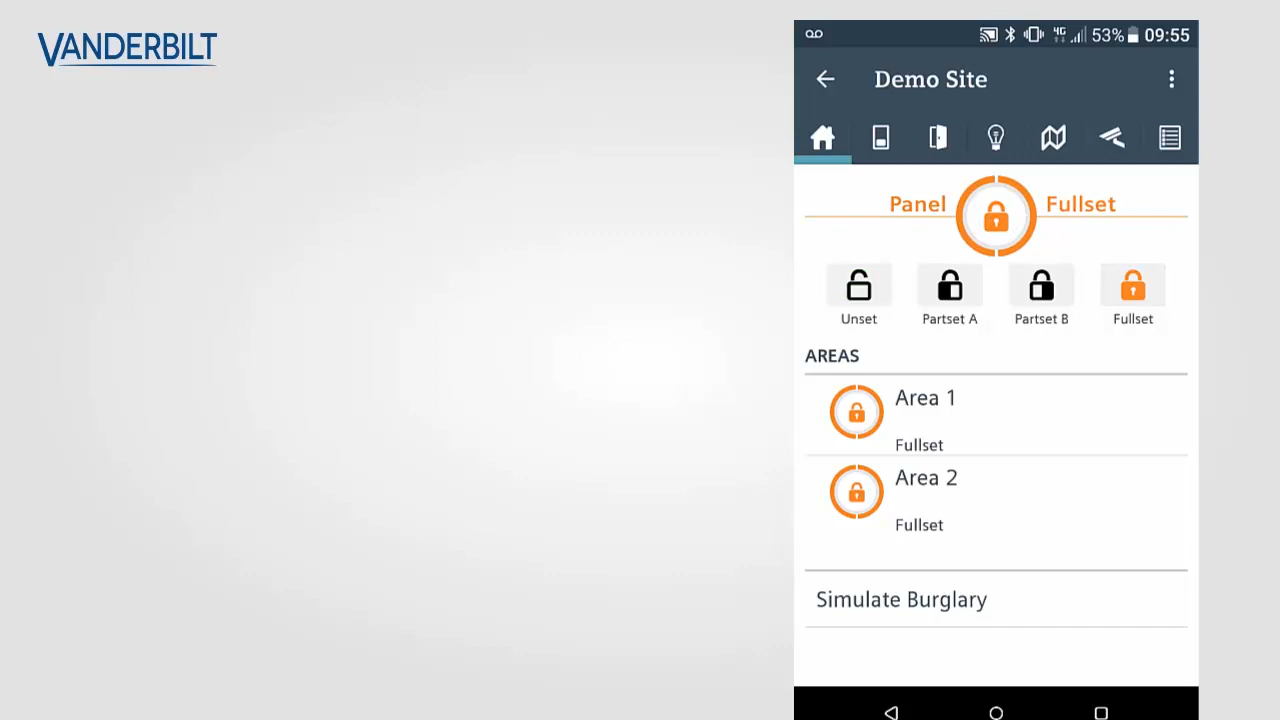 VANDERBILT
4G 53% 09:55
Demo Site
Panel Fullset
Unset Partset A Partset B Fullset
AREAS
Area 1
Fullset
Area 2
Fullset
Simulate Burglary